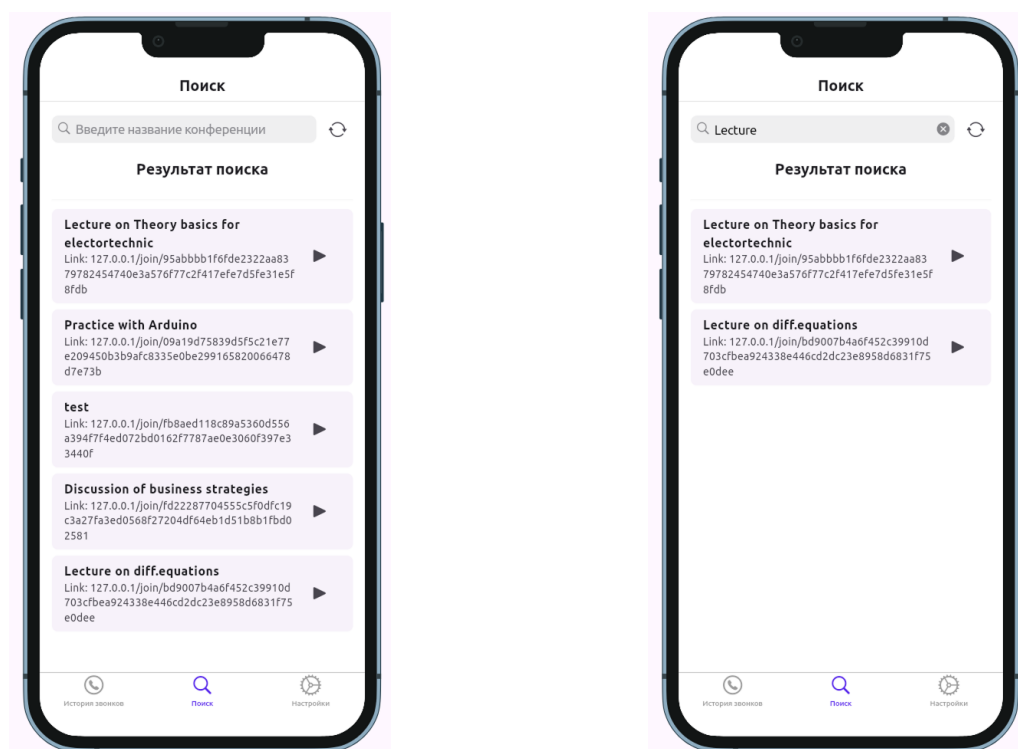 Поиск
Введите название конференции
Результат поиска
Lecture on Theory basics for
electortechnic
Link: 127.0.0.1/join/95abbbb1f6fde2322aa83
79782454740e3a576f77c2f417efe7d5fe31e5f
8fdb
Practice with Arduino
Link: 127.0.0.1/join/09a19d75839d5f5c21e77
e209450b3b9afc8335e0be299165820066478
d7e73b
test
Link: 127.0.0.1/join/fb8aed118c89a5360d556
a394f7f4ed072bd0162f7787ae0e3060f397e3
3440f
Discussion of business strategies
Link: 127.0.0.1/join/fd22287704555c5f0dfc19
c3a27fa3ed0568f27204df64eb1d51b8b1fbd0
2581
Lecture on diff.equations
Link: 127.0.0.1/join/bd9007b4a6f452c39910d
703cfbea924338e446cd2dc23e8958d6831f75
e0dee
История звонков
Поиск
Настройки
Поиск
Lecture
Результат поиска
Lecture on Theory basics for
electortechnic
Link: 127.0.0.1/join/95abbbb1f6fde2322aa83
79782454740e3a576f77c2f417efe7d5fe31e5f
8fdb
Lecture on diff.equations
Link: 127.0.0.1/join/bd9007b4a6f452c39910d
703cfbea924338e446cd2dc23e8958d6831f75
e0dee
История звонков
Поиск
Настройки